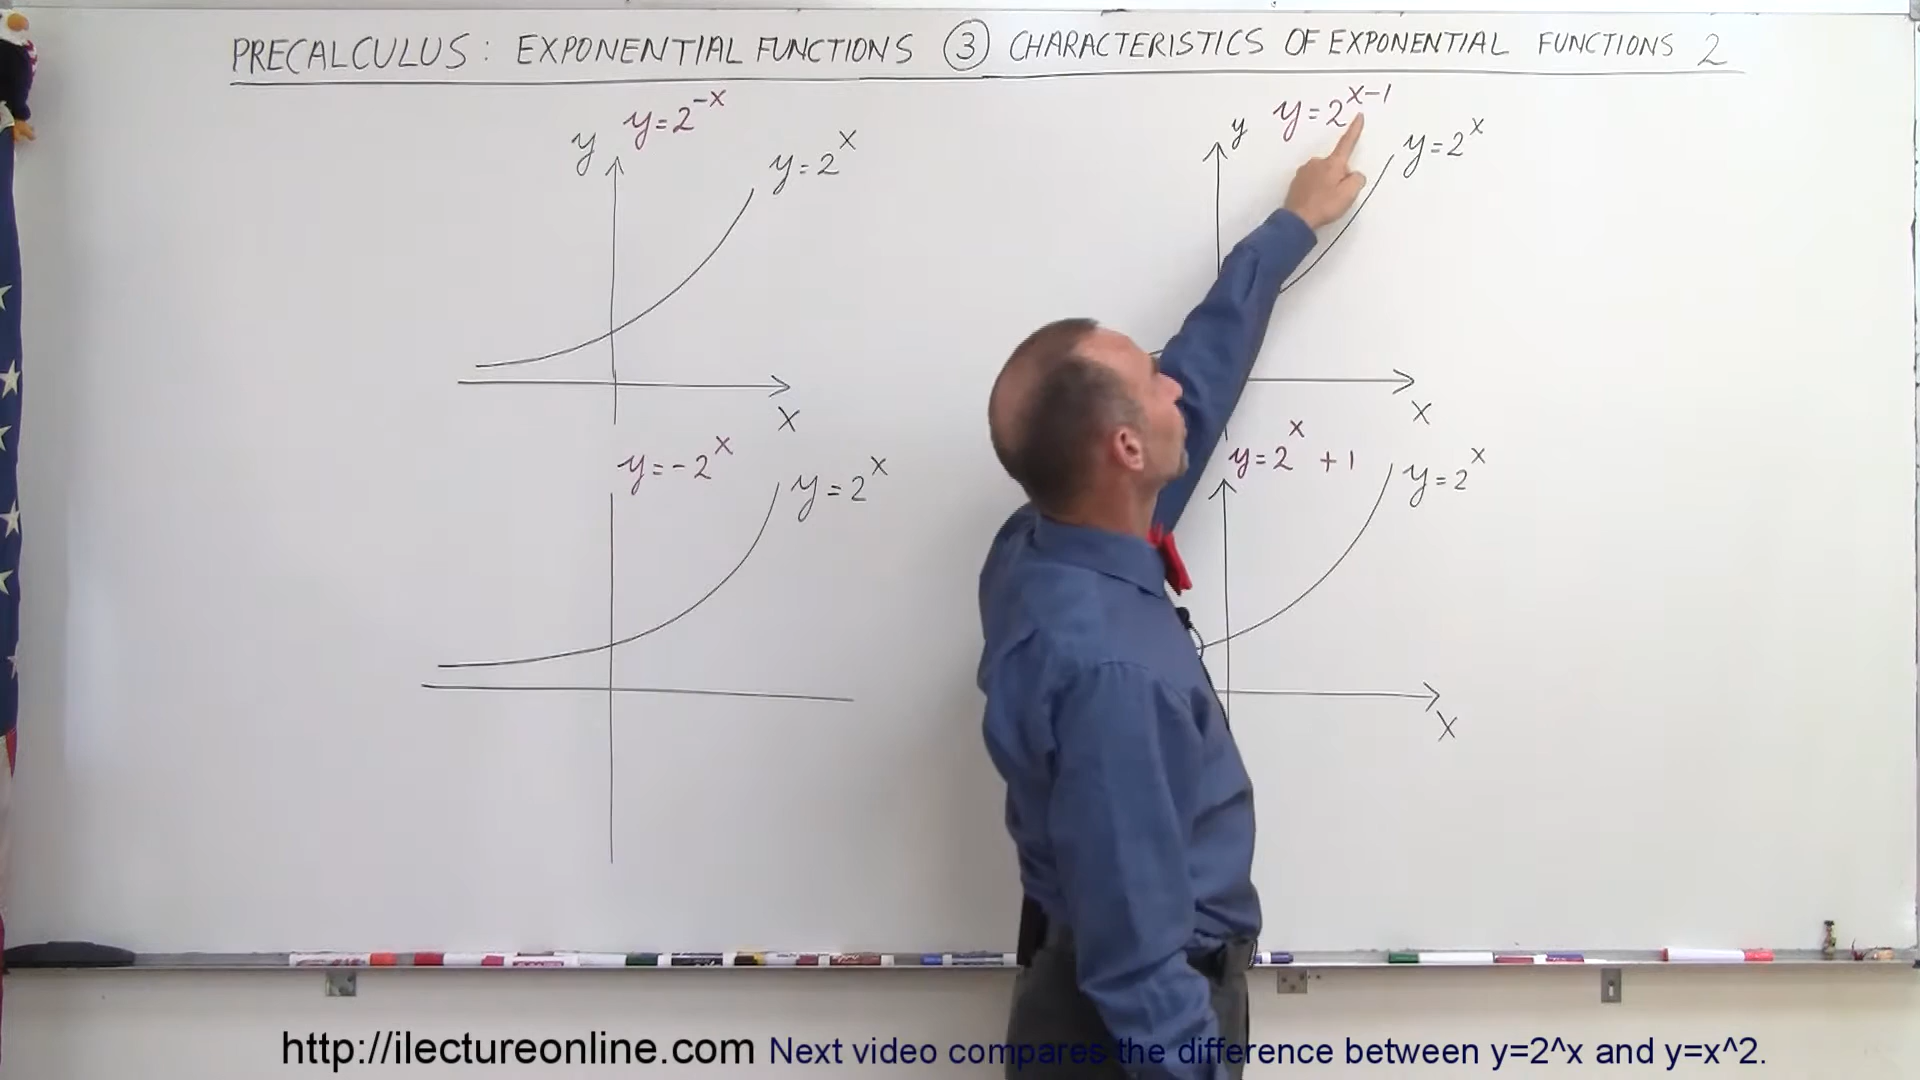 PRECALCULUS: EXPONENTIAL FUNCTIONS ③ CHARACTERISTICS OF EXPONENTIAL FUNCTIONS 2
y=2^-x
y
y=2^x
x
y=2^x-1
y
y=2^x
x
y=-2^x
y=2^x
y=2^x +1
y=2^x
x
http://ilectureonline.com Next video compares the difference between y=2^x and y=x^2.